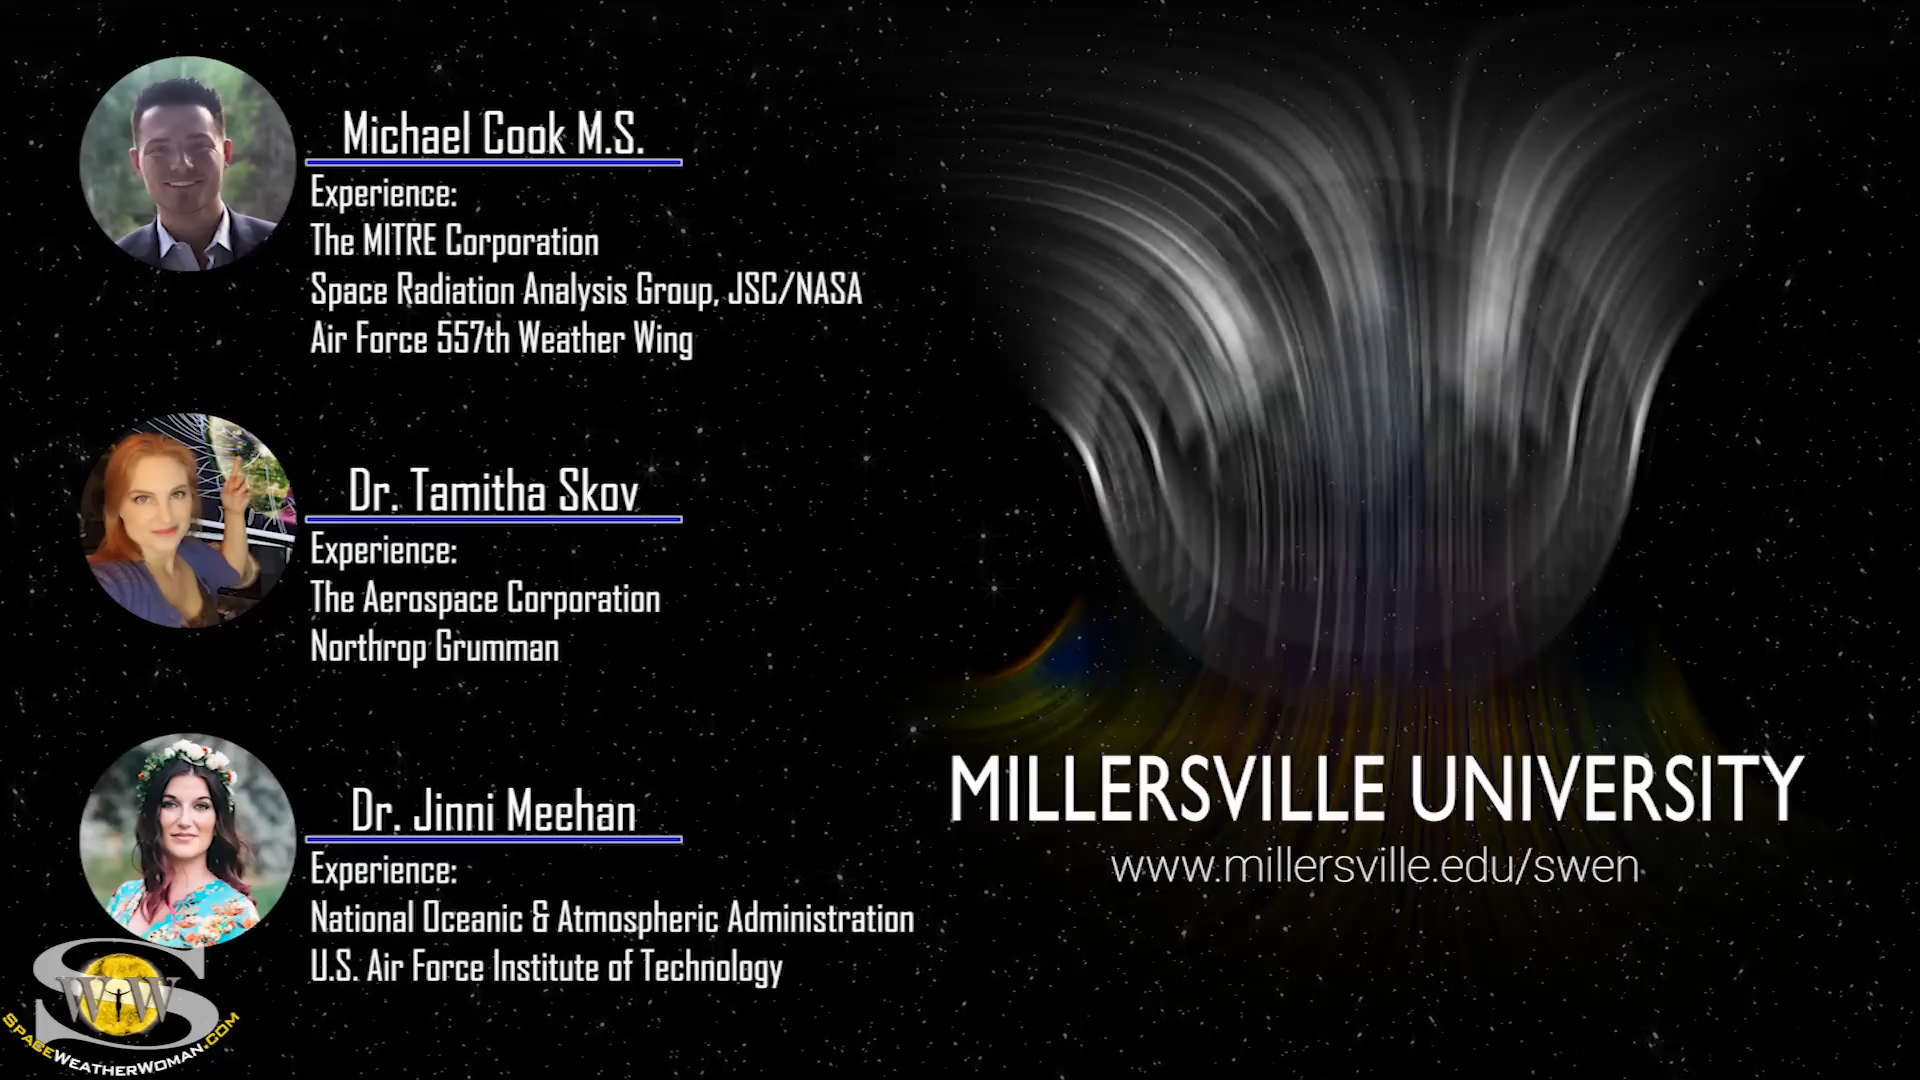 Michael Cook M.S.
Experience:
The MITRE Corporation
Space Radiation Analysis Group, JSC/NASA
Air Force 557th Weather Wing
Dr. Tamitha Skov
Experience:
The Aerospace Corporation
Northrop Grumman
Dr. Jinni Meehan
Experience:
National Oceanic & Atmospheric Administration
U.S. Air Force Institute of Technology
MILLERSVILLE UNIVERSITY
www.millersville.edu/swen
S
WW
SPACEWEATHERWOMAN.COM